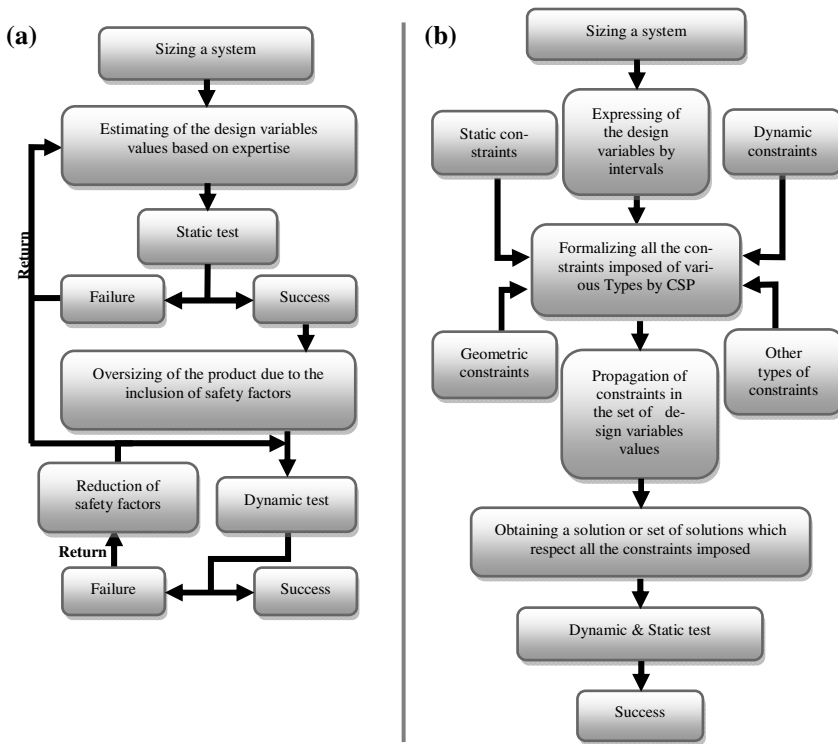 (a)
Sizing a system
Estimating of the design variables
values based on expertise
Static test
Return
Failure
Success
Oversizing of the product due to the
inclusion of safety factors
Reduction of
safety factors
Dynamic test
Return
Failure
Success
(b)
Sizing a system
Static con-
straints
Expressing of
the design
variables by
intervals
Dynamic
constraints
Formalizing all the con-
straints imposed of vari-
ious Types by CSP
Geometric
constraints
Propagation of
constraints in
the set of de-
sign variables
values
Other
types of
constraints
Obtaining a solution or set of solutions which
respect all the constraints imposed
Dynamic & Static test
Success